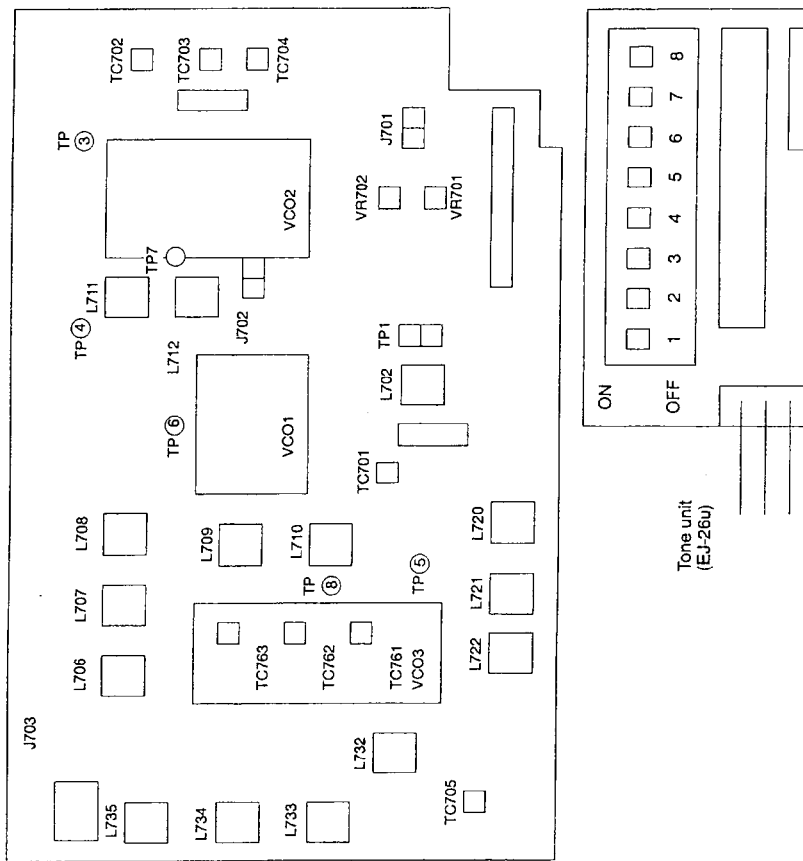 TC702
TC703
TC704
TP ③
VCO2
J701
VR702
VR701
TP7
L711
TP④
L712
J702
TP1
L702
TP⑥
VCO1
TC701
L708
L709
L710
L720
L707
TP ⑧
TP⑤
L721
L706
TC763
TC762
TC761
VCO3
L722
J703
L732
L735
L734
L733
TC705
ON
OFF
1 2 3 4 5 6 7 8
Tone unit
(EJ-26u)